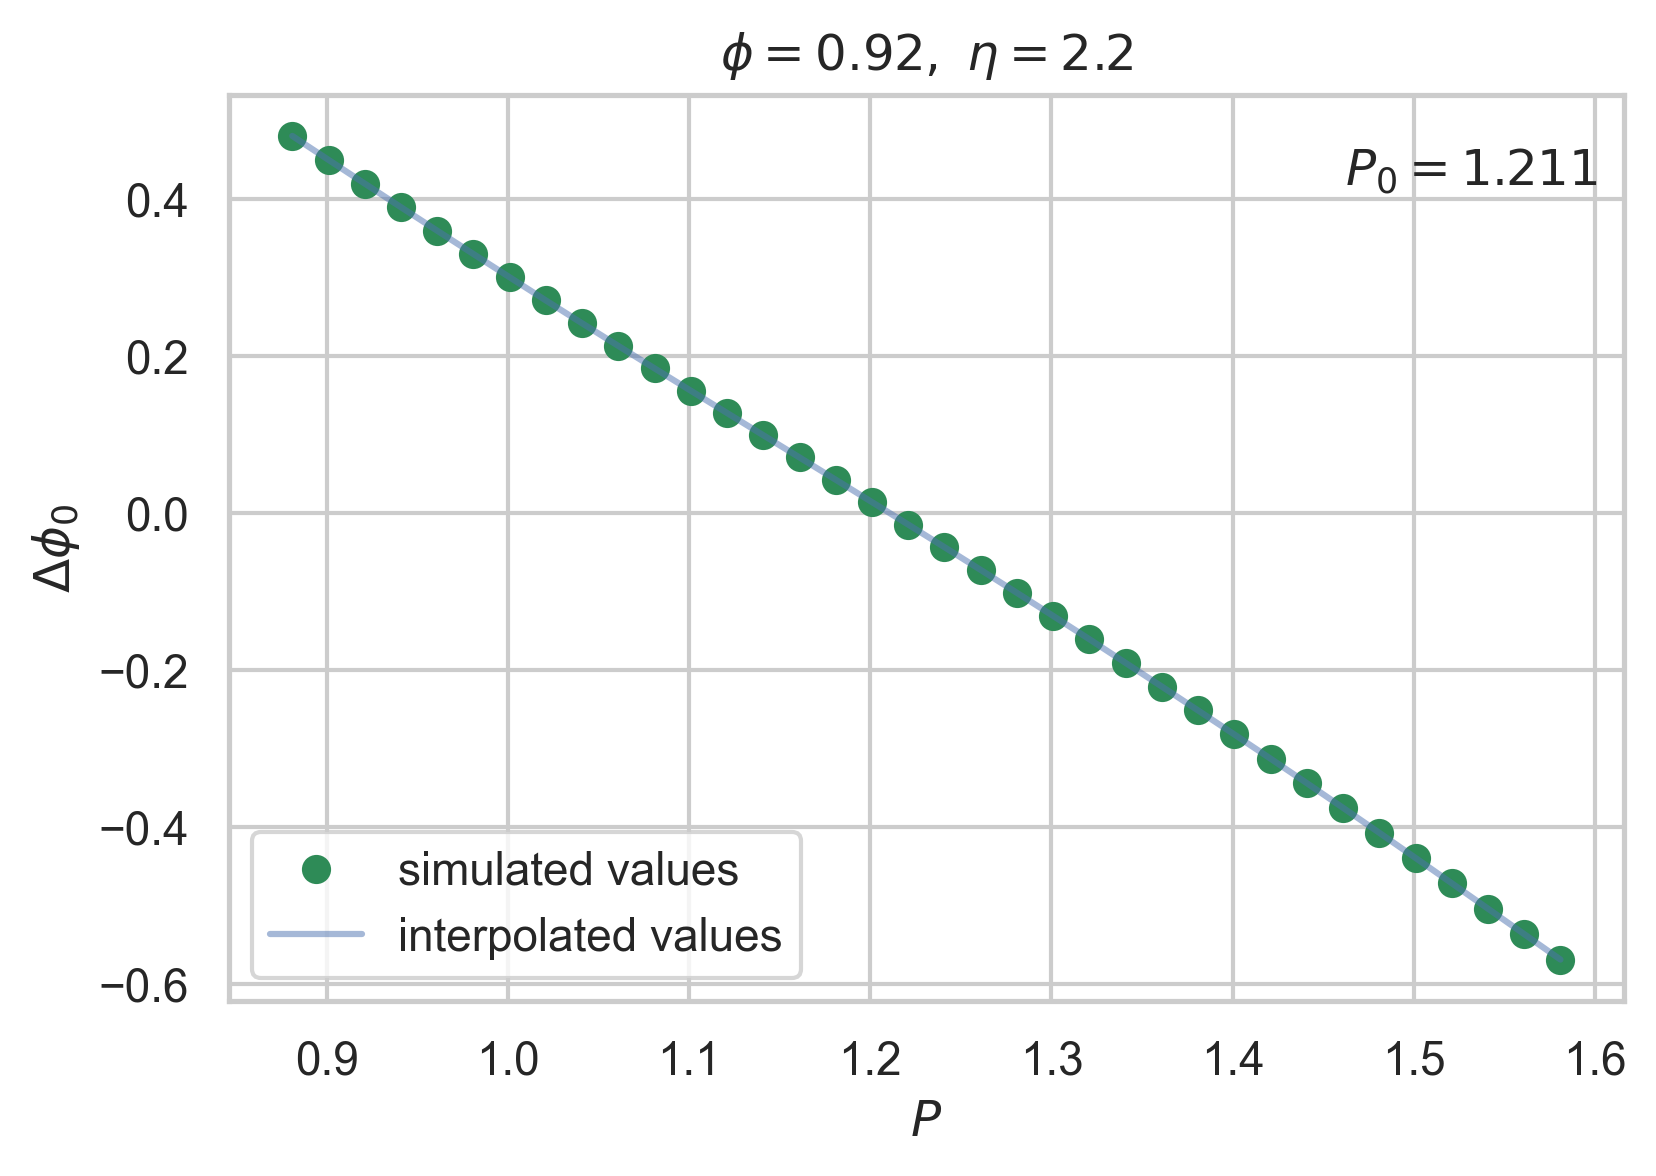 ϕ = 0.92, η = 2.2
P₀ = 1.211
Δϕ₀
0.4
0.2
0.0
−0.2
−0.4
−0.6
simulated values
interpolated values
0.9 1.0 1.1 1.2 1.3 1.4 1.5 1.6
P